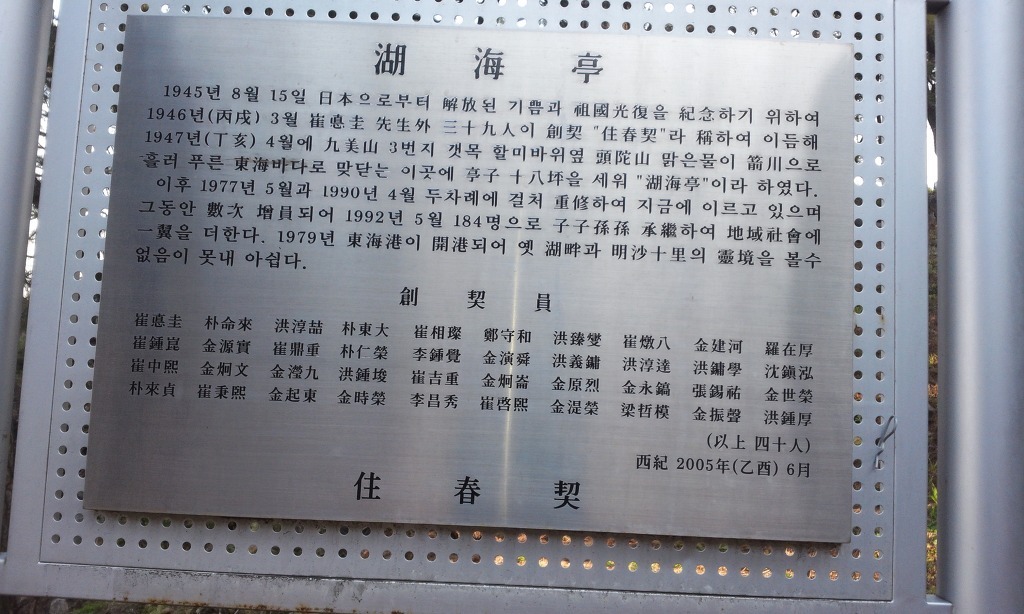 湖海亭
1945년 8월 15일 日本으로부터 解放된 기쁨과 祖國光復을 紀念하기 위하여
1946년(丙戌) 3월 崔悳圭 先生外 三十九人이 創契 "住春契"라 稱하여 이듬해
1947년(丁亥) 4월에 九美山 3번지 갯목 할미바위옆 頭陀山 맑은물이 箭川으로
흘러 푸른 東海바다로 맞닫는 이곳에 亭子 十八坪을 세워 "湖海亭"이라 하였다.
이후 1977년 5월과 1990년 4월 두차례에 걸쳐 重修하여 지금에 이르고 있으며
그동안 數次 增員되어 1992년 5월 184명으로 子子孫孫 承繼하여 地域社會에
一翼을 더한다. 1979년 東海港이 開港되어 옛 湖畔과 明沙十里의 靈境을 볼수
없음이 못내 아쉽다.
創契員
崔悳圭 朴命來 洪淳喆 朴東大 崔相璨 鄭守和 洪臻燮 崔燉八 金建河 羅在厚
崔鍾崑 金源實 崔鼎重 朴仁榮 李鍾覺 金演舜 洪義鏞 洪淳達 洪鏞學 沈鎭泓
崔中熙 金炯文 金瀅九 洪鍾埈 崔吉重 金炯崙 金原烈 金永鎬 張錫祐 金世榮
朴來貞 崔秉熙 金起東 金時榮 李昌秀 崔啓熙 金湜榮 梁哲模 金振聲 洪鍾厚
(以上 四十人)
西紀 2005年(乙酉) 6月
住春契